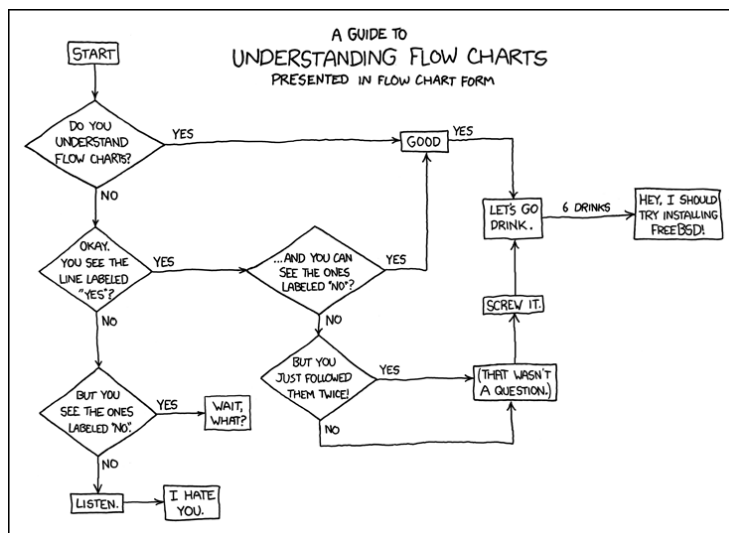 A GUIDE TO
UNDERSTANDING FLOW CHARTS
PRESENTED IN FLOW CHART FORM
START
DO YOU
UNDERSTAND
FLOW CHARTS?
YES
GOOD
YES
NO
LET'S GO
DRINK.
6 DRINKS
HEY, I SHOULD
TRY INSTALLING
FREEBSD!
OKAY.
YOU SEE THE
LINE LABELED
"YES"?
YES
...AND YOU CAN
SEE THE ONES
LABELED "NO"?
YES
NO
NO
SCREW IT.
BUT YOU
JUST FOLLOWED
THEM TWICE!
YES
(THAT WASN'T
A QUESTION.)
NO
BUT YOU
SEE THE ONES
LABELED "NO".
YES
WAIT,
WHAT?
NO
LISTEN.
I HATE
YOU.